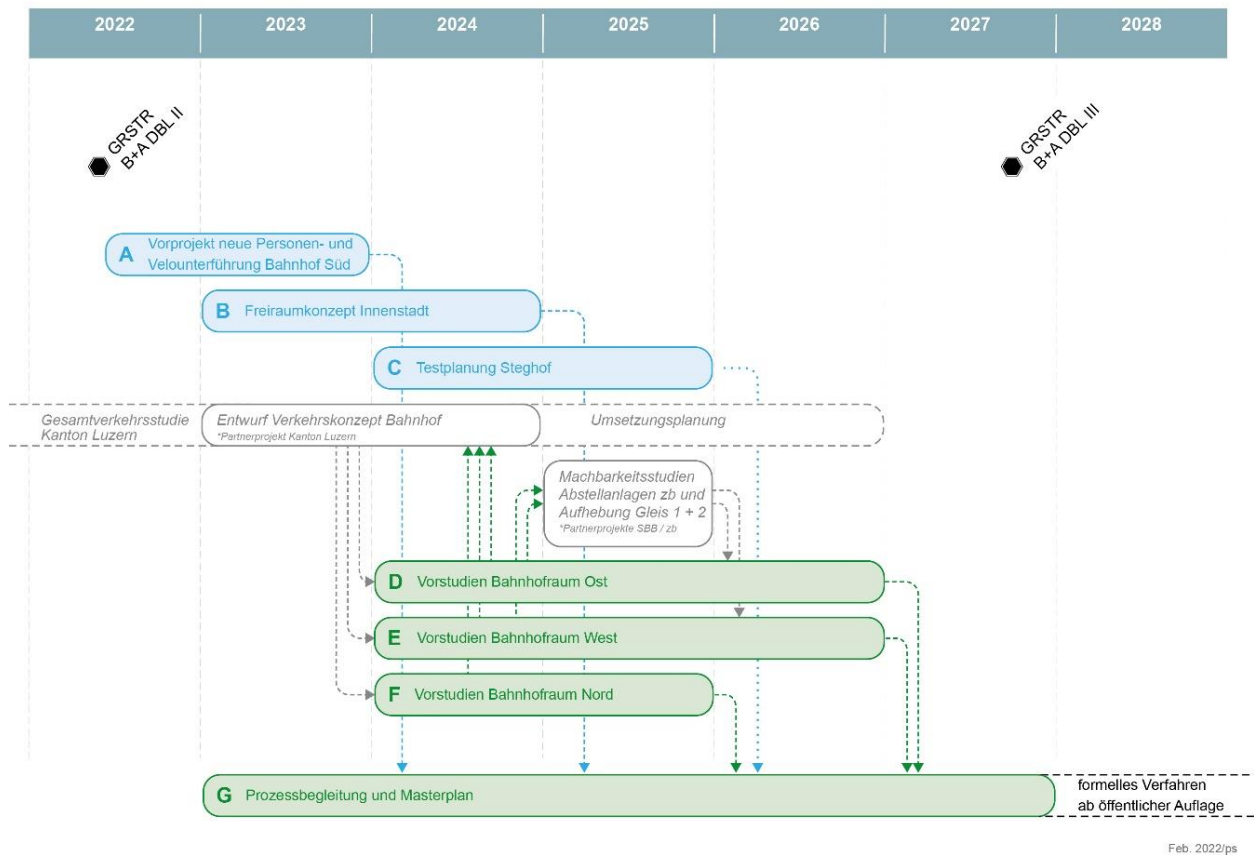 2022 2023 2024 2025 2026 2027 2028
GRSTR
B+A DBL II
GRSTR
B+A DBL III
A Vorprojekt neue Personen- und
Velounterführung Bahnhof Süd
B Freiraumkonzept Innenstadt
C Testplanung Steghof
Gesamtverkehrsstudie
Kanton Luzern
Entwurf Verkehrskonzept Bahnhof
*Partnerprojekt Kanton Luzern
Umsetzungsplanung
Machbarkeitsstudien
Abstellanlagen zb und
Aufhebung Gleis 1 + 2
*Partnerprojekte SBB / zb
D Vorstudien Bahnhofraum Ost
E Vorstudien Bahnhofraum West
F Vorstudien Bahnhofraum Nord
G Prozessbegleitung und Masterplan
formelles Verfahren
ab öffentlicher Auflage
Feb. 2022/ps